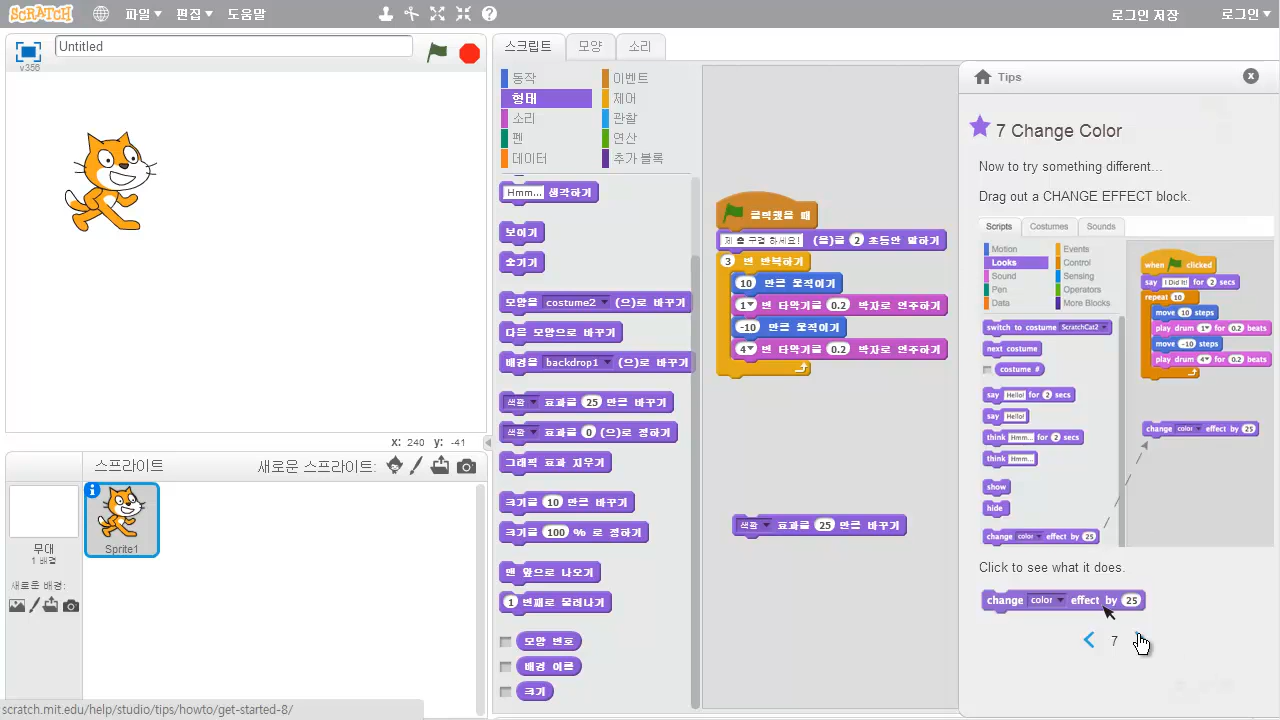 SCRATCH 파일▼ 편집▼ 도움말 로그인 저장 로그인▼
v356 Untitled
스크립트 모양 소리
동작 이벤트
형태 제어
소리 관찰
펜 연산
데이터 추가 블록
Hmm... 생각하기
보이기
숨기기
모양을 costume2 (으)로 바꾸기
다음 모양으로 바꾸기
배경을 backdrop1 (으)로 바꾸기
색깔 효과를 25 만큼 바꾸기
색깔 효과를 0 (으)로 정하기
그래픽 효과 지우기
크기를 10 만큼 바꾸기
크기를 100 % 로 정하기
맨 앞으로 나오기
1 번째로 물러나기
모양 번호
배경 이름
크기
클릭했을 때
제 춤 구경 하세요! (을)를 2 초동안 말하기
3 번 반복하기
10 만큼 움직이기
1▼ 번 타악기를 0.2 박자로 연주하기
-10 만큼 움직이기
4▼ 번 타악기를 0.2 박자로 연주하기
색깔 효과를 25 만큼 바꾸기
x: 240 y: -41
스프라이트 새로운 스프라이트:
Sprite1
무대
1 배경
새로운 배경:
Tips
7 Change Color
Now to try something different...
Drag out a CHANGE EFFECT block.
Scripts Costumes Sounds
Motion Events
Looks Control
Sound Sensing
Pen Operators
Data More Blocks
switch to costume ScratchCat2
next costume
costume #
say Hello! for 2 secs
say Hello!
think Hmm... for 2 secs
think Hmm...
show
hide
change color effect by 25
when clicked
say I Did It! for 2 secs
repeat 10
move 10 steps
play drum 1▼ for 0.2 beats
move -10 steps
play drum 4▼ for 0.2 beats
change color effect by 25
Click to see what it does.
change color effect by 25
7
scratch.mit.edu/help/studio/tips/howto/get-started-8/